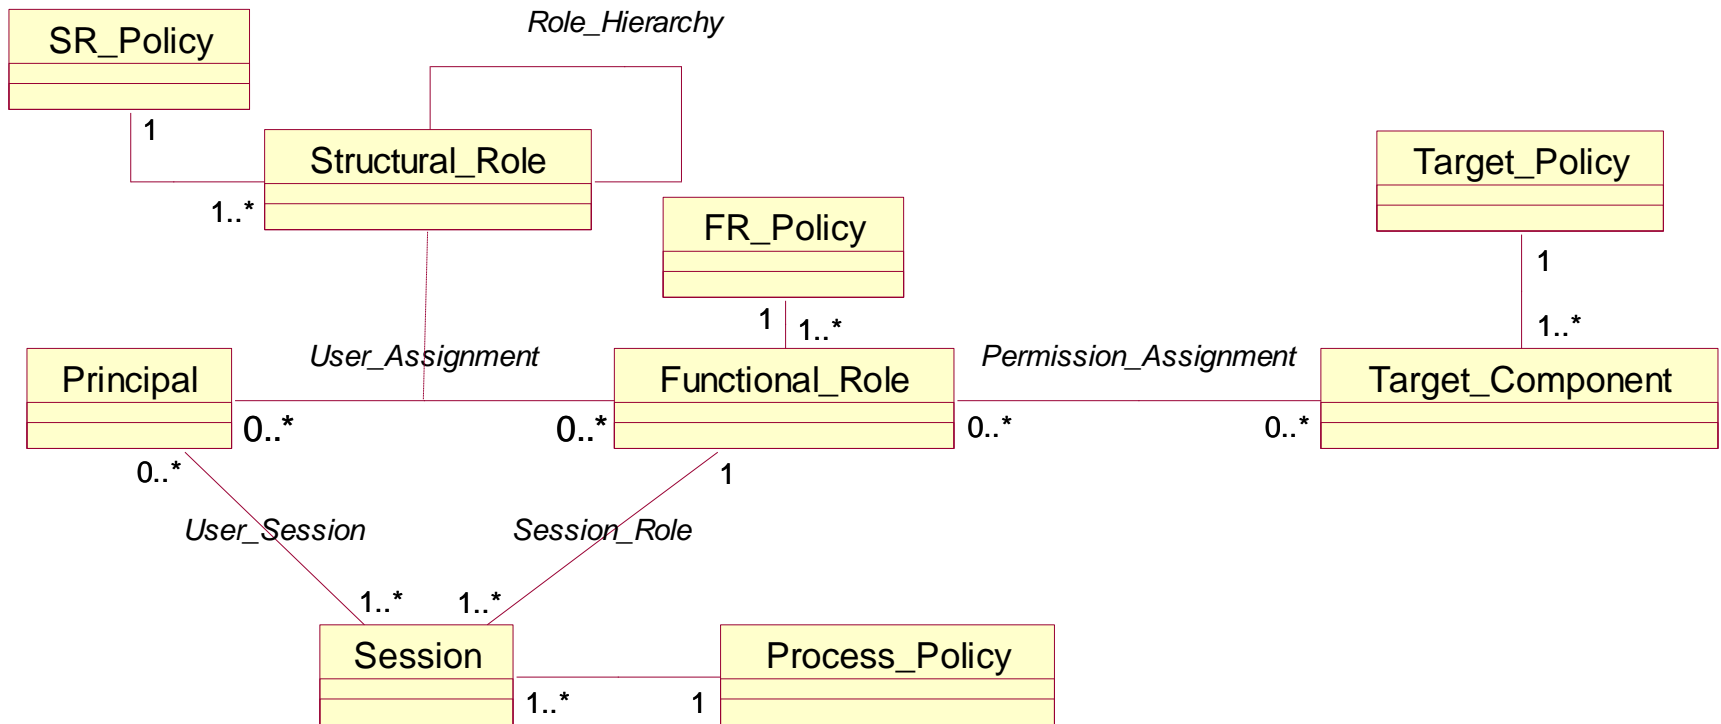 Role_Hierarchy
SR_Policy
1
Structural_Role
1..*
Target_Policy
1
1..*
FR_Policy
1
1..*
User_Assignment
Permission_Assignment
Principal
0..*
0..*
Functional_Role
0..*
0..*
Target_Component
0..*
1
User_Session
Session_Role
1..*
1..*
Session
1..*
1
Process_Policy